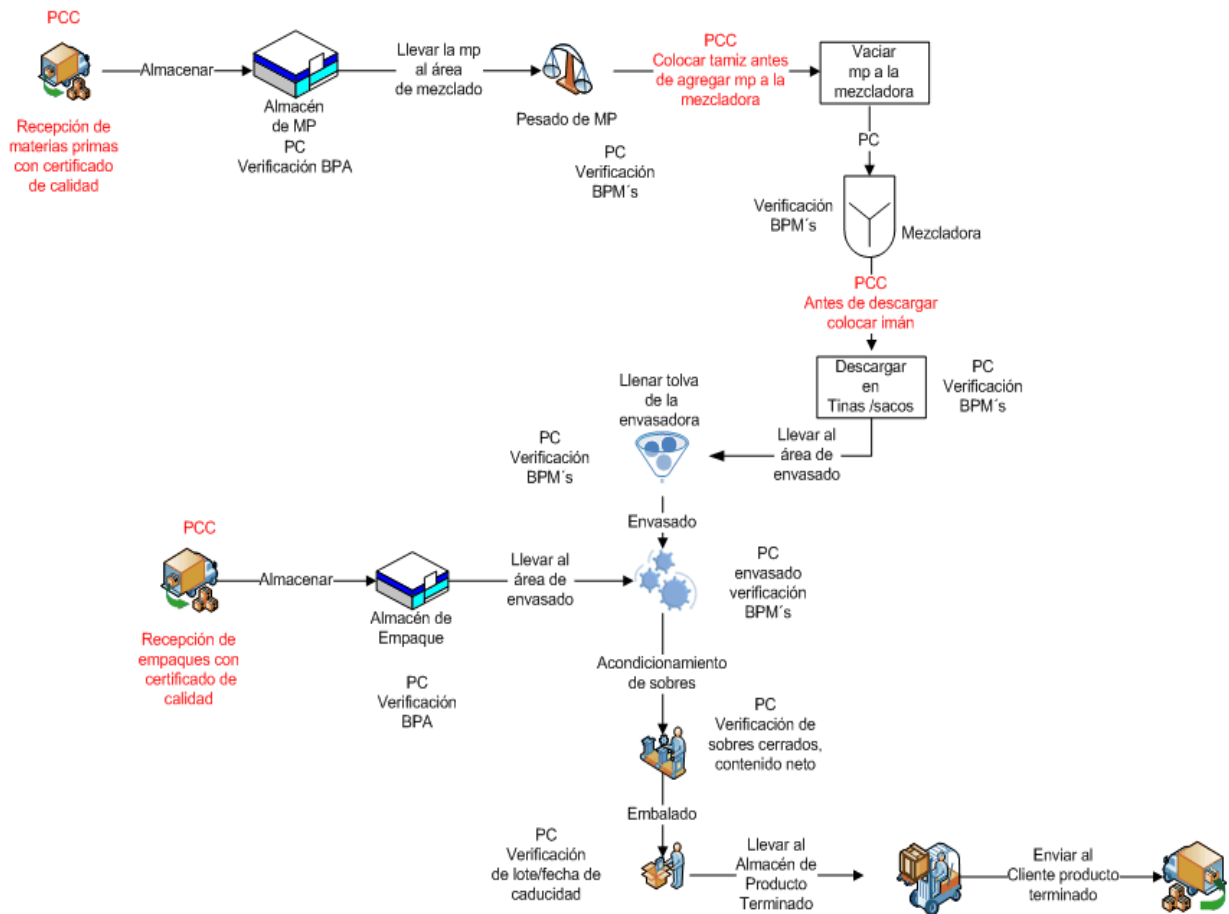 PCC
Recepción de
materias primas
con certificado
de calidad
Almacenar
Almacén
de MP
PC
Verificación BPA
Llevar la mp
al área
de mezclado
Pesado de MP
PC
Verificación
BPM´s
PCC
Colocar tamiz antes
de agregar mp a la
mezcladora
Vaciar
mp a la
mezcladora
PC
Verificación
BPM´s
Mezcladora
PCC
Antes de descargar
colocar imán
Descargar
en
Tinas /sacos
PC
Verificación
BPM´s
Llevar al
área de
envasado
Llenar tolva
de la
envasadora
PC
Verificación
BPM´s
Envasado
PCC
Recepción de
empaques con
certificado de
calidad
Almacenar
Almacén de
Empaque
PC
Verificación
BPA
Llevar al
área de
envasado
PC
envasado
verificación
BPM´s
Acondicionamiento
de sobres
PC
Verificación de
sobres cerrados,
contenido neto
Embalado
PC
Verificación
de lote/fecha de
caducidad
Llevar al
Almacén de
Producto
Terminado
Enviar al
Cliente producto
terminado